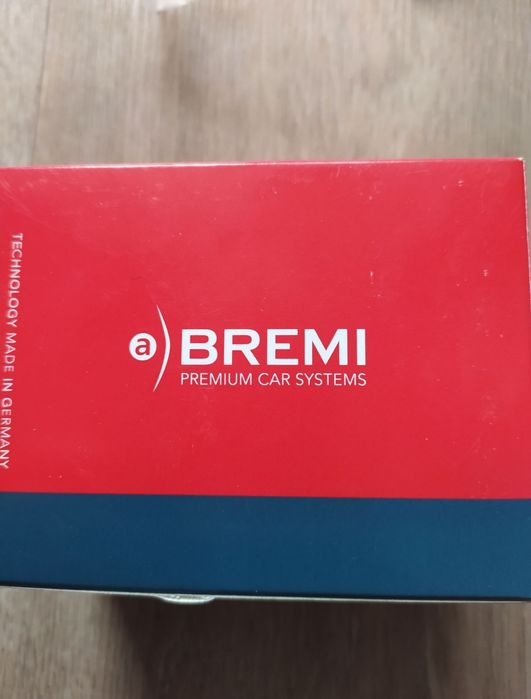 TECHNOLOGY MADE IN GERMANY
a) BREMI
PREMIUM CAR SYSTEMS